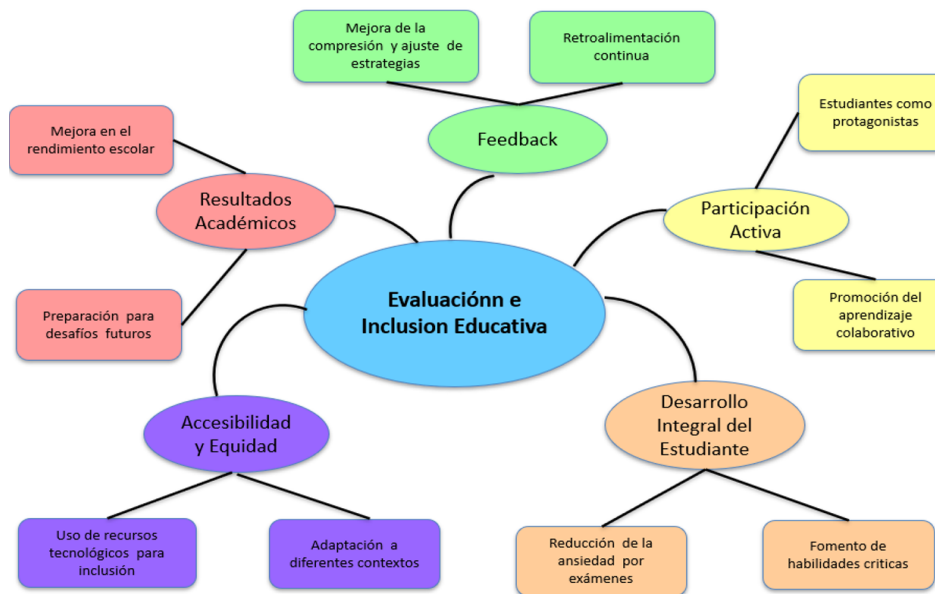 Mejora de la
compresión y ajuste de
estrategias
Retroalimentación
continua
Feedback
Estudiantes como
protagonistas
Participación
Activa
Promoción del
aprendizaje
colaborativo
Mejora en el
rendimiento escolar
Resultados
Académicos
Preparación para
desafíos futuros
Evaluaciónn e
Inclusion Educativa
Accesibilidad
y Equidad
Uso de recursos
tecnológicos para
inclusión
Adaptación a
diferentes contextos
Desarrollo
Integral del
Estudiante
Reducción de la
ansiedad por
exámenes
Fomento de
habilidades criticas